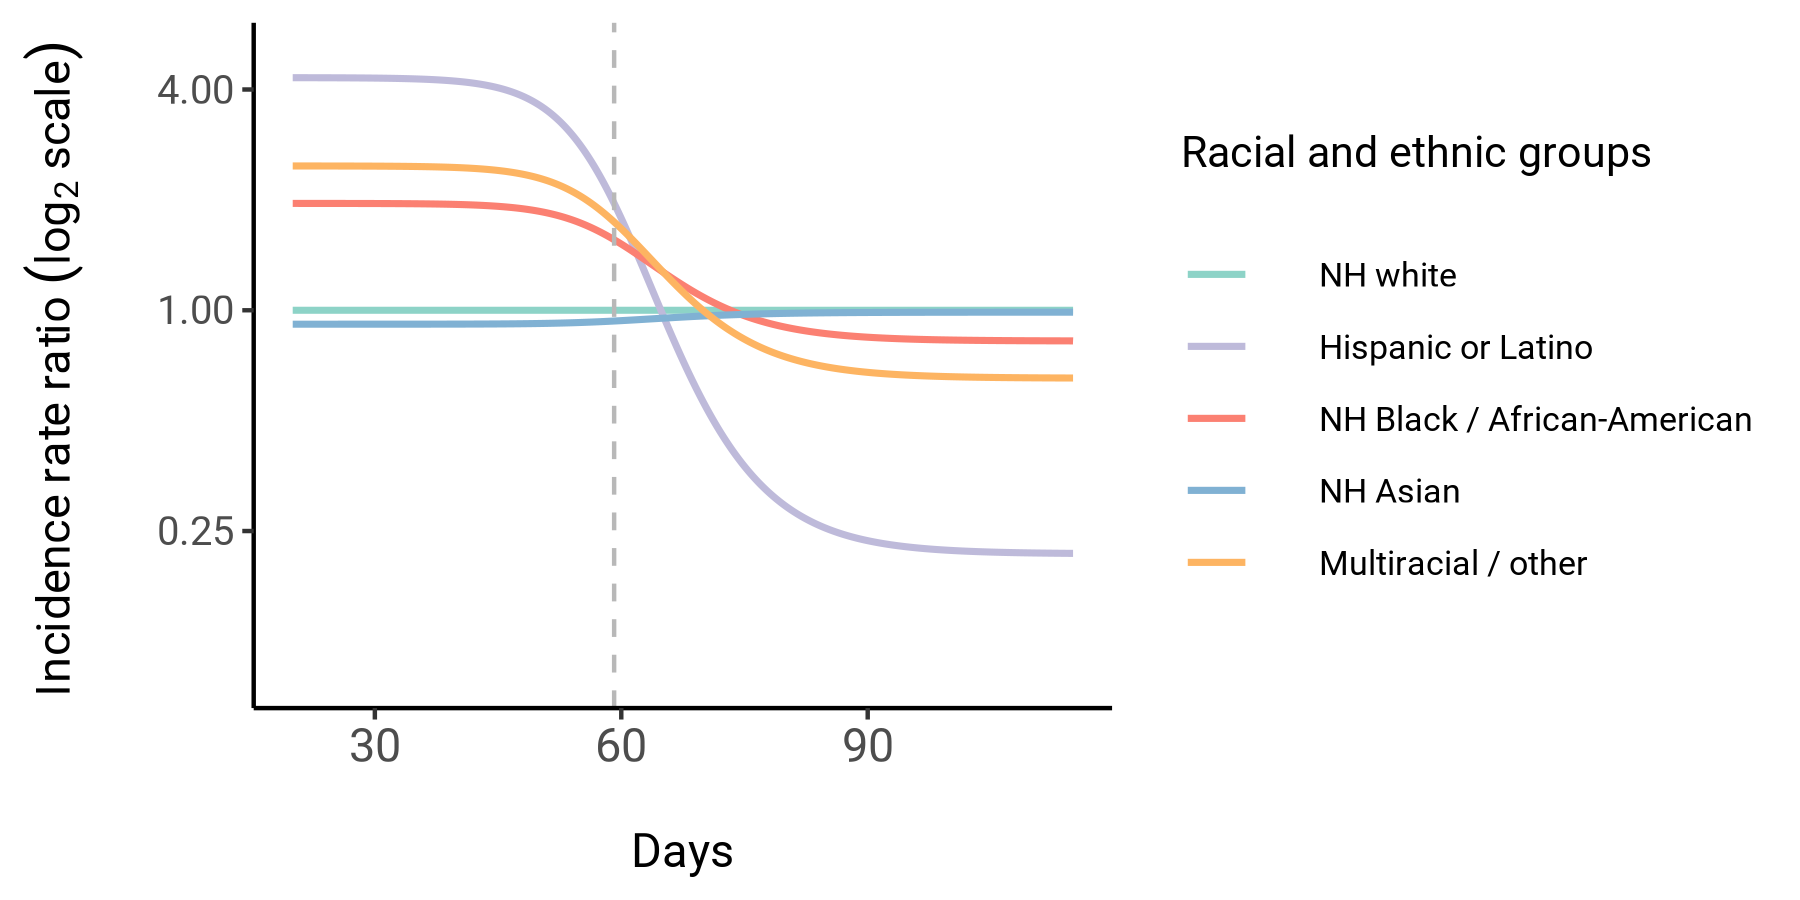 Incidence rate ratio (log₂ scale)
4.00
1.00
0.25
30
60
90
Days
Racial and ethnic groups
NH white
Hispanic or Latino
NH Black / African-American
NH Asian
Multiracial / other